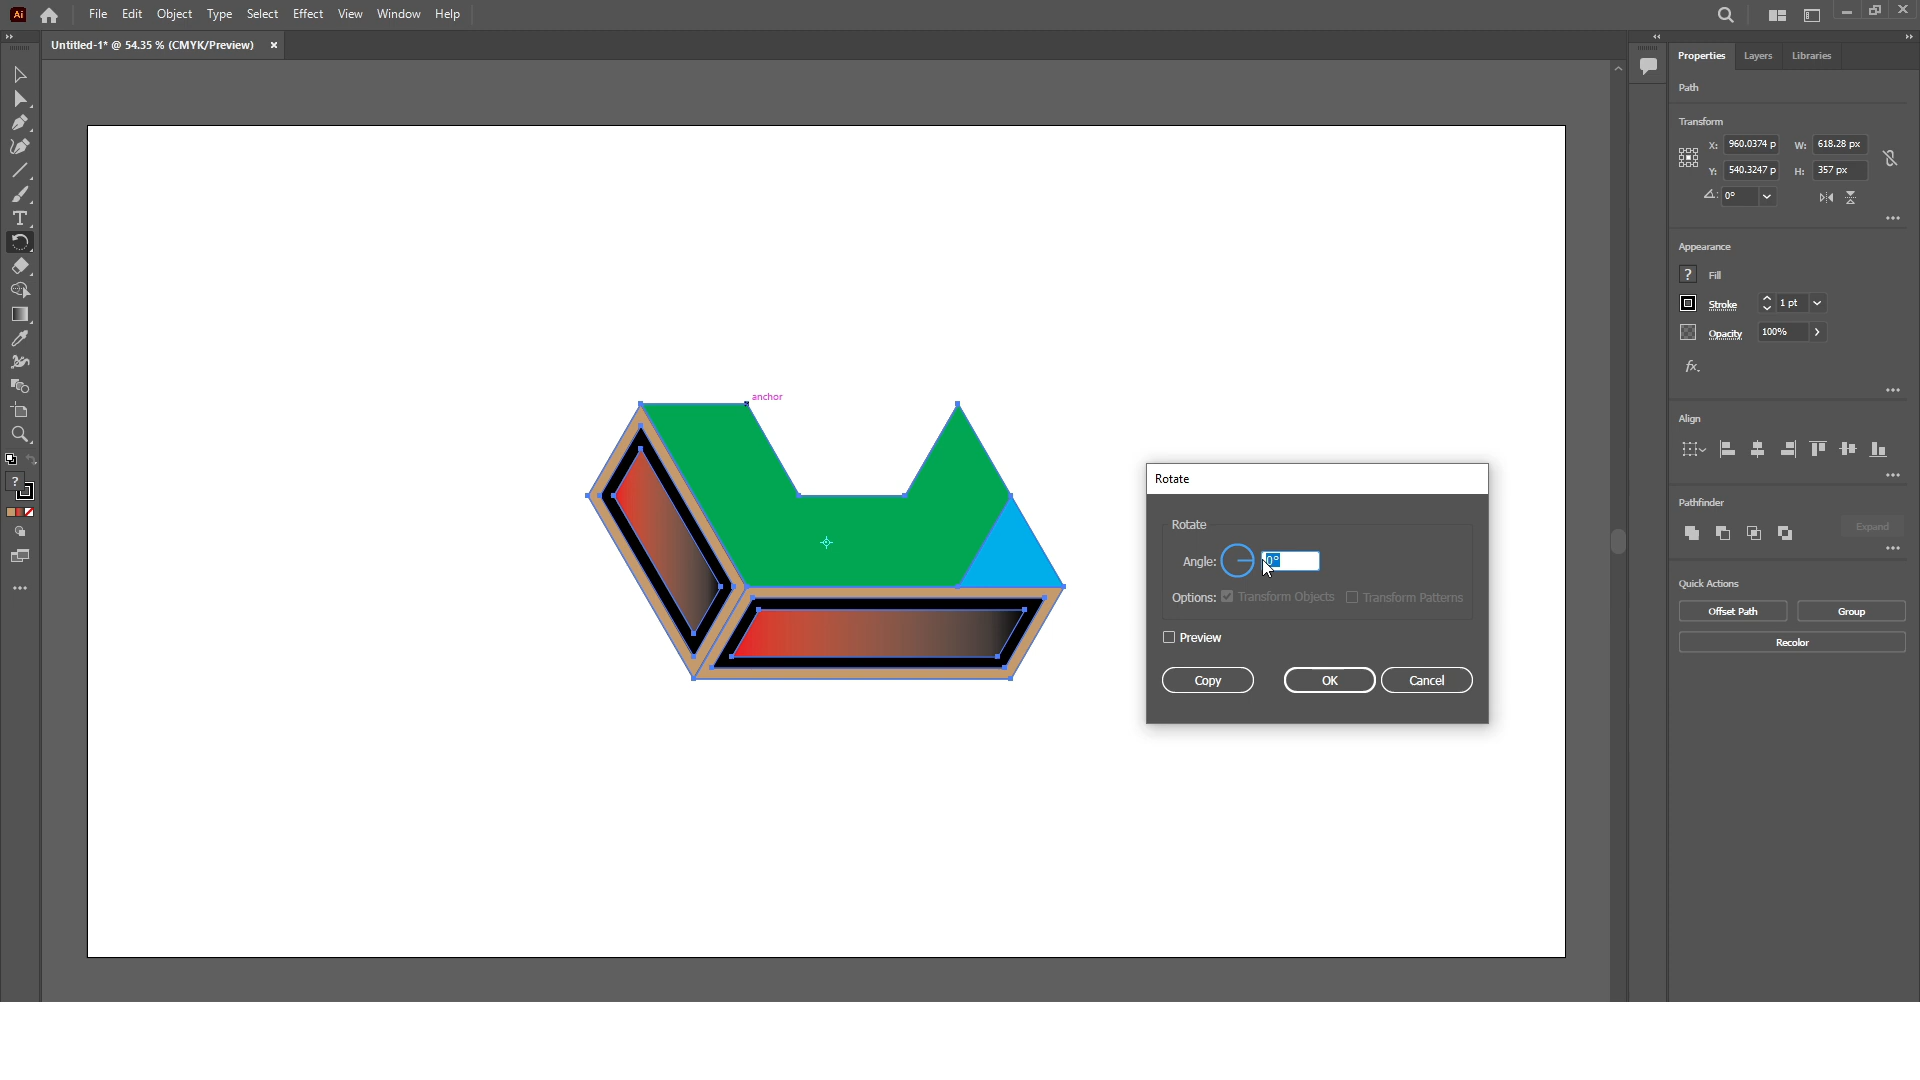 Ai File Edit Object Type Select Effect View Window Help
Untitled-1* @ 54.35 % (CMYK/Preview)
Properties Layers Libraries
Path
Transform
X: 960.0374 p W: 618.28 px
Y: 540.3247 p H: 357 px
0°
Appearance
? Fill
Stroke 1 pt
Opacity 100%
fx.
Align
Pathfinder
Expand
Quick Actions
Offset Path Group
Recolor
anchor
Rotate
Rotate
Angle: 0°
Options: Transform Objects Transform Patterns
Preview
Copy OK Cancel
?